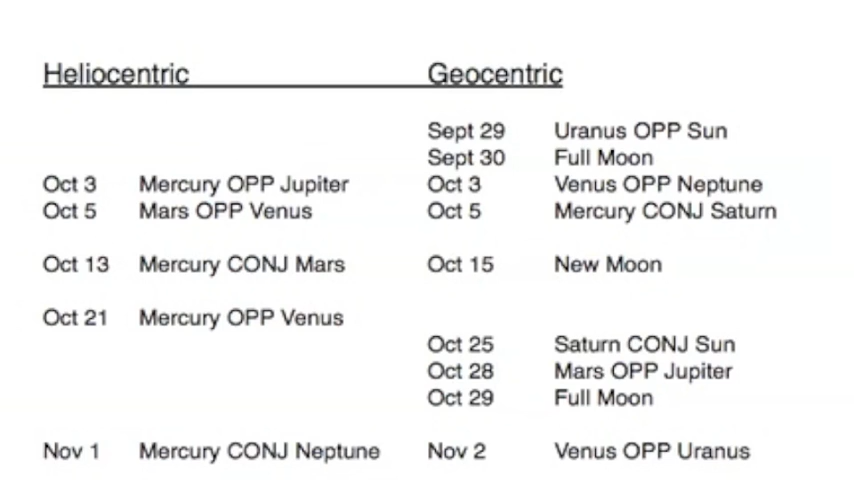 Heliocentric Geocentric
Sept 29 Uranus OPP Sun
Sept 30 Full Moon
Oct 3 Mercury OPP Jupiter Oct 3 Venus OPP Neptune
Oct 5 Mars OPP Venus Oct 5 Mercury CONJ Saturn
Oct 13 Mercury CONJ Mars Oct 15 New Moon
Oct 21 Mercury OPP Venus
Oct 25 Saturn CONJ Sun
Oct 28 Mars OPP Jupiter
Oct 29 Full Moon
Nov 1 Mercury CONJ Neptune Nov 2 Venus OPP Uranus